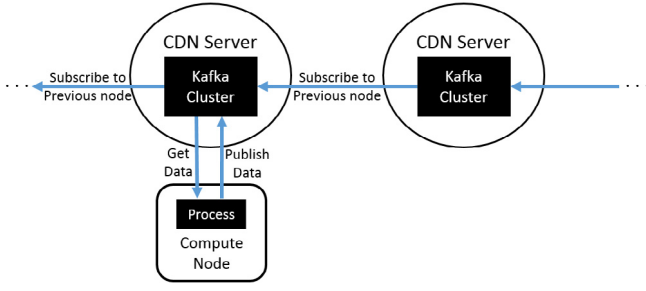 CDN Server
CDN Server
Kafka
Cluster
Kafka
Cluster
· · ·
Subscribe to
Previous node
Subscribe to
Previous node
· · ·
Get
Data
Publish
Data
Process
Compute
Node